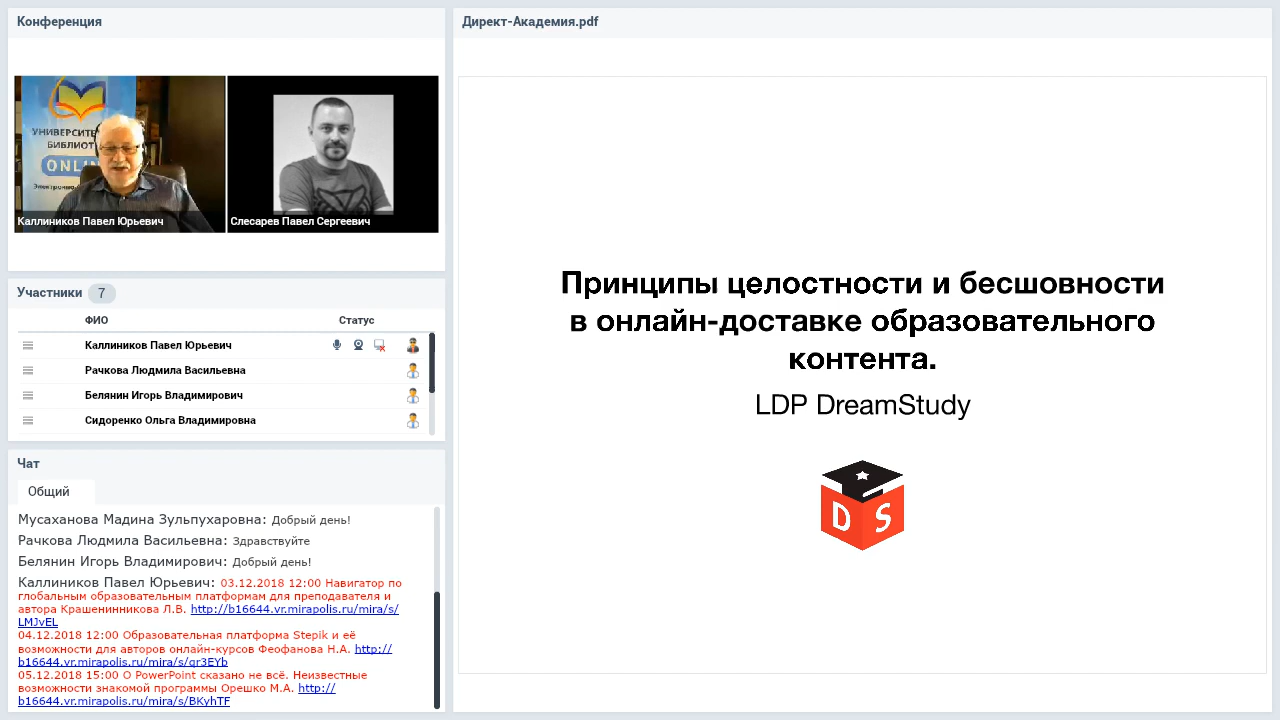 Конференция
УНИВЕРСИТЕ
БИБЛИОТ
ONLIN
Каллиников Павел Юрьевич
Слесарев Павел Сергеевич
Участники 7
ФИО Статус
Каллиников Павел Юрьевич
Рачкова Людмила Васильевна
Белянин Игорь Владимирович
Сидоренко Ольга Владимировна
Чат
Общий
Мусаханова Мадина Зульпухаровна: Добрый день!
Рачкова Людмила Васильевна: Здравствуйте
Белянин Игорь Владимирович: Добрый день!
Каллиников Павел Юрьевич: 03.12.2018 12:00 Навигатор по
глобальным образовательным платформам для преподавателя и
автора Крашенинникова Л.В. http://b16644.vr.mirapolis.ru/mira/s/
LMJvEL
04.12.2018 12:00 Образовательная платформа Stepik и её
возможности для авторов онлайн-курсов Феофанова Н.А. http://
b16644.vr.mirapolis.ru/mira/s/qr3EYb
05.12.2018 15:00 О PowerPoint сказано не всё. Неизвестные
возможности знакомой программы Орешко М.А. http://
b16644.vr.mirapolis.ru/mira/s/BKyhTF
Директ-Академия.pdf
Принципы целостности и бесшовности
в онлайн-доставке образовательного
контента.
LDP DreamStudy
D S